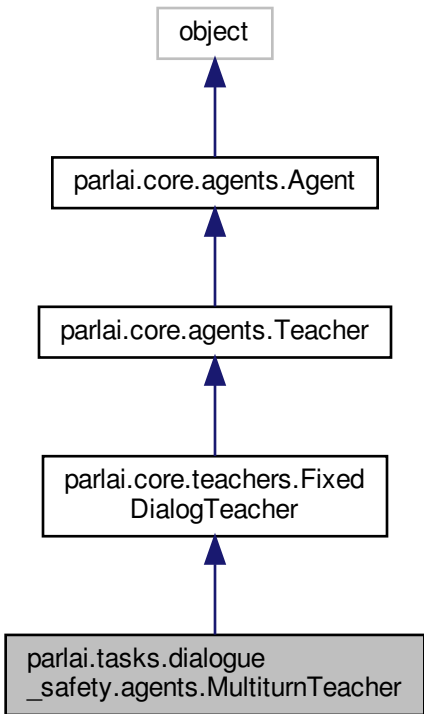 object
parlai.core.agents.Agent
parlai.core.agents.Teacher
parlai.core.teachers.Fixed
DialogTeacher
parlai.tasks.dialogue
_safety.agents.MultiturnTeacher